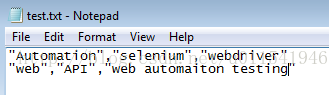 test.txt - Notepad
File Edit Format View Help
"Automation","selenium","webdriver"
"web","API","web automaiton testing"